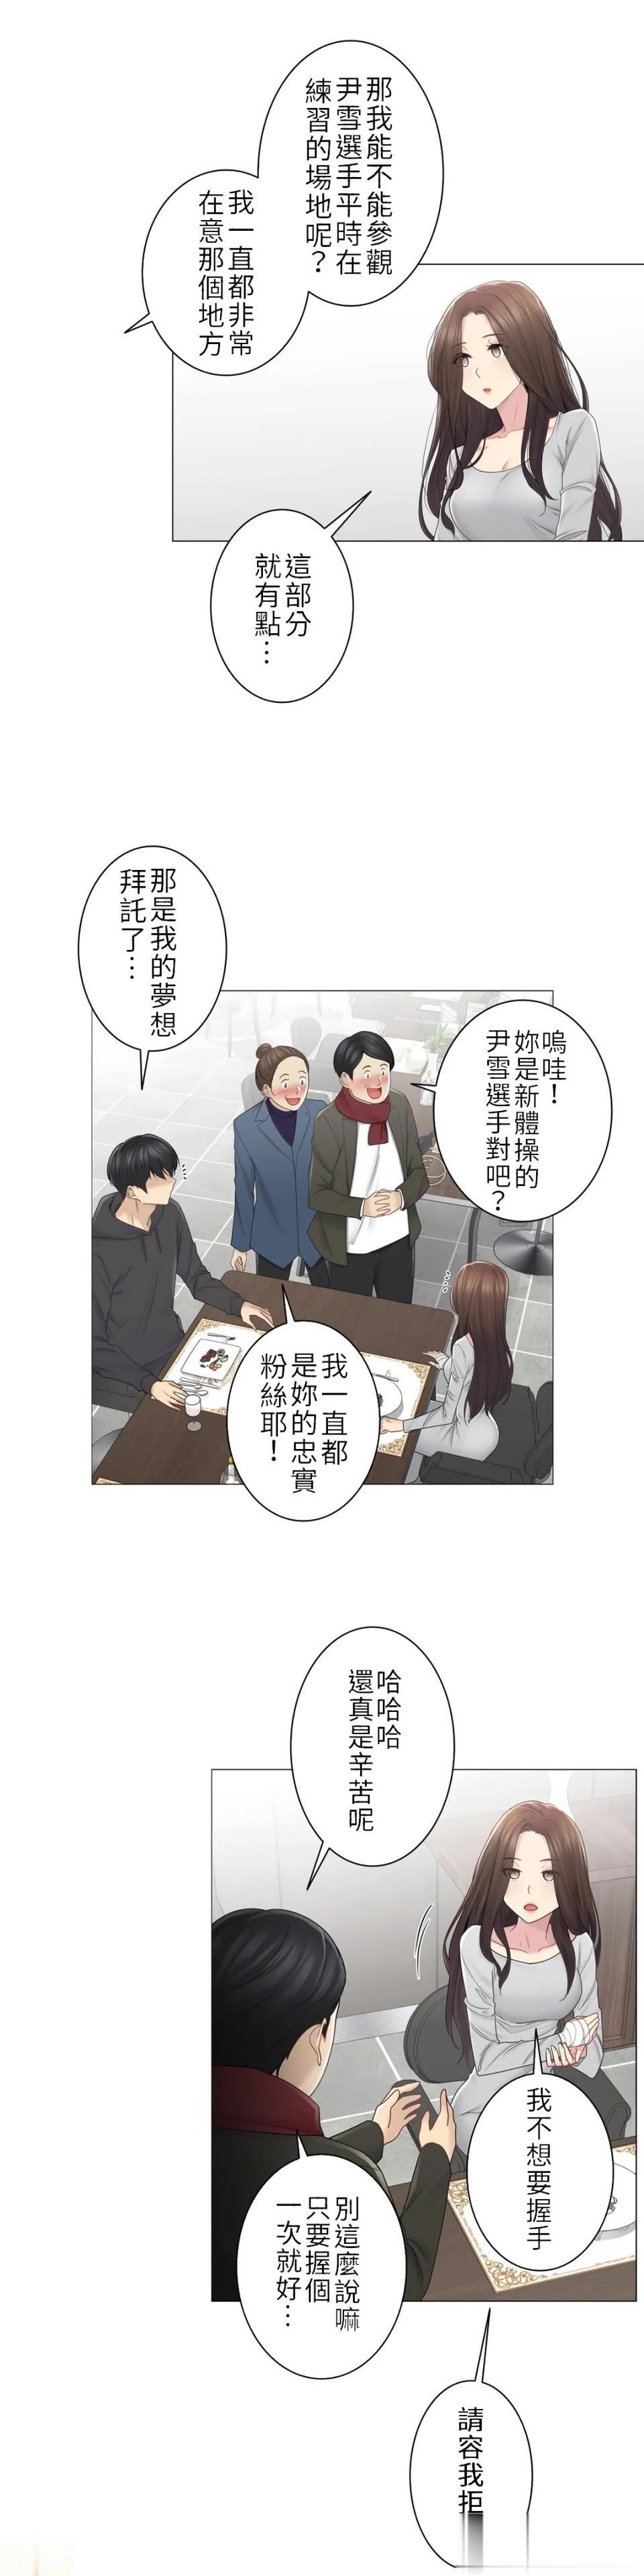 那我能不能參觀
尹雪選手平時在
練習的場地呢？
我一直都非常
在意那個地方
這部分
就有點…
那是我的夢想
拜託了…
嗚哇！
妳是新體操的
尹雪選手對吧？
我一直都
是妳的忠實
粉絲耶！
哈哈哈
還真是辛苦呢
我不想要握手
別這麼說嘛
只要握個
一次就好…
請容我拒